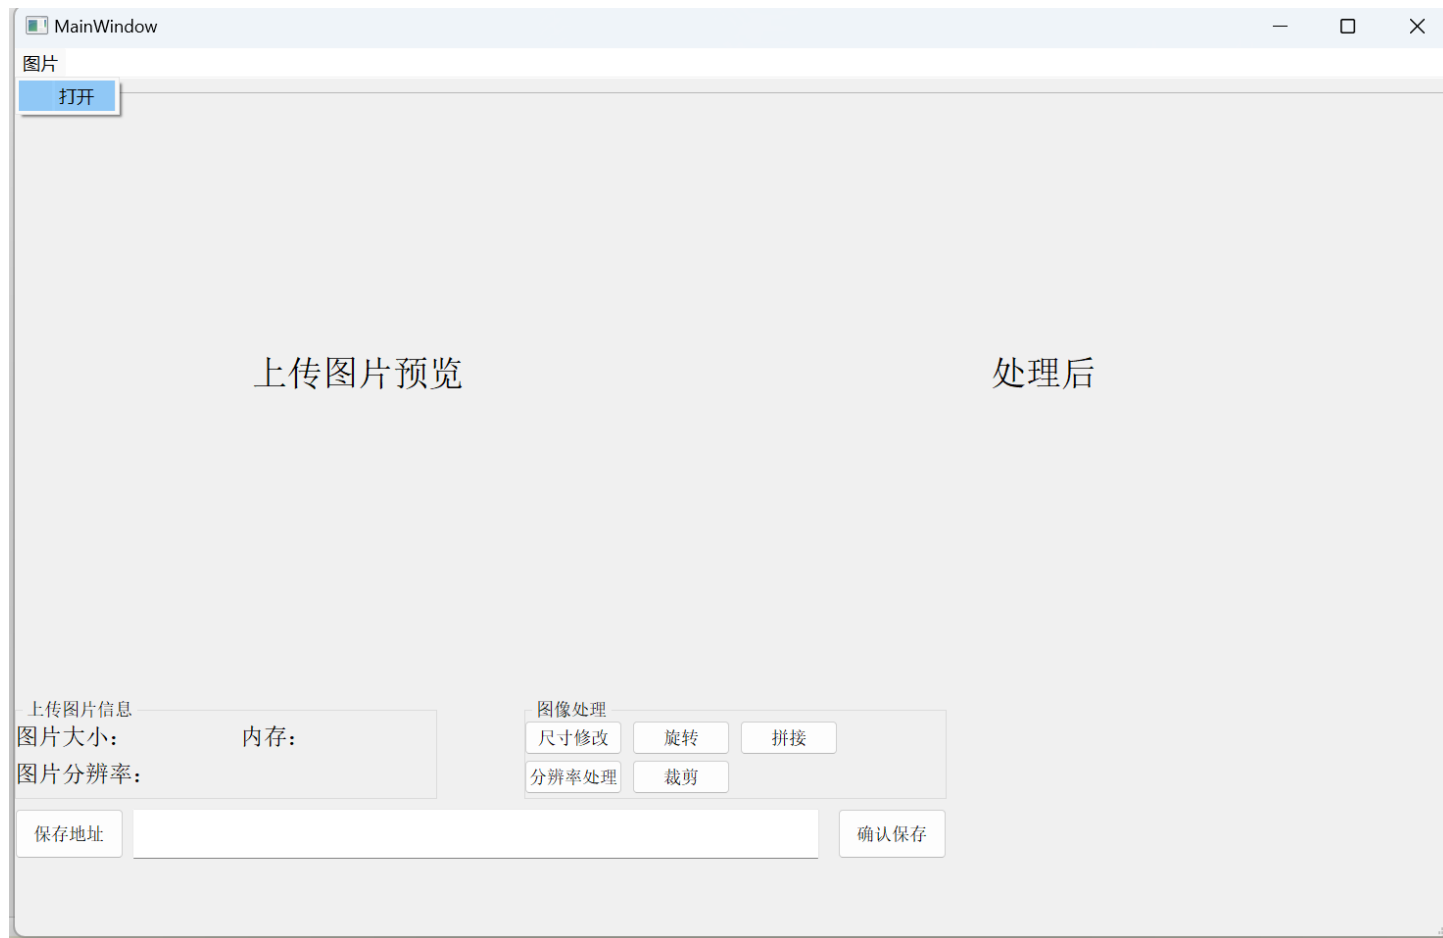 MainWindow
图片
打开
上传图片预览
处理后
上传图片信息
图片大小：
内存：
图片分辨率：
图像处理
尺寸修改
旋转
拼接
分辨率处理
裁剪
保存地址
确认保存